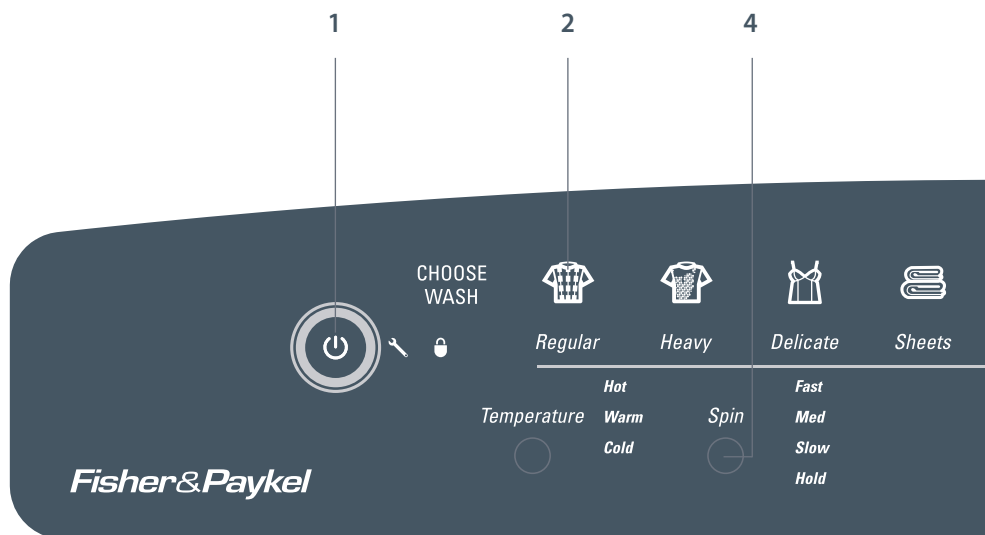 1 2 4
CHOOSE
WASH
Regular Heavy Delicate Sheets
Hot Fast
Temperature Warm Spin Med
Cold Slow
Hold
Fisher&Paykel